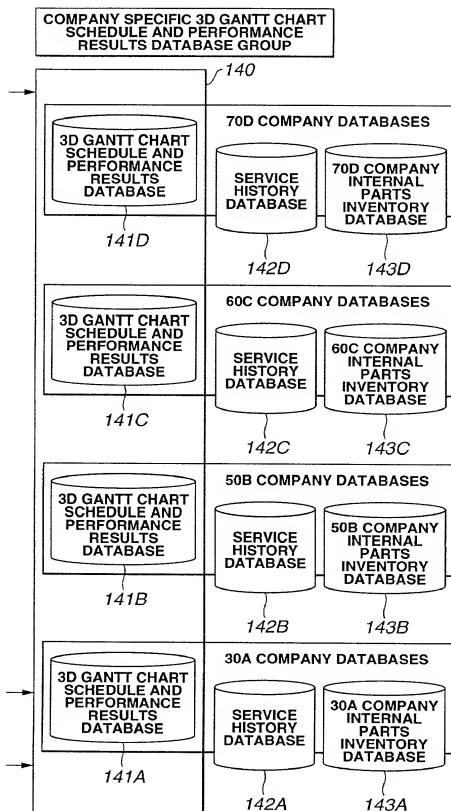 COMPANY SPECIFIC 3D GANTT CHART
SCHEDULE AND PERFORMANCE
RESULTS DATABASE GROUP
140
70D COMPANY DATABASES
3D GANTT CHART
SCHEDULE AND
PERFORMANCE
RESULTS
DATABASE
SERVICE
HISTORY
DATABASE
70D COMPANY
INTERNAL
PARTS
INVENTORY
DATABASE
141D
142D
143D
60C COMPANY DATABASES
3D GANTT CHART
SCHEDULE AND
PERFORMANCE
RESULTS
DATABASE
SERVICE
HISTORY
DATABASE
60C COMPANY
INTERNAL
PARTS
INVENTORY
DATABASE
141C
142C
143C
50B COMPANY DATABASES
3D GANTT CHART
SCHEDULE AND
PERFORMANCE
RESULTS
DATABASE
SERVICE
HISTORY
DATABASE
50B COMPANY
INTERNAL
PARTS
INVENTORY
DATABASE
141B
142B
143B
30A COMPANY DATABASES
3D GANTT CHART
SCHEDULE AND
PERFORMANCE
RESULTS
DATABASE
SERVICE
HISTORY
DATABASE
30A COMPANY
INTERNAL
PARTS
INVENTORY
DATABASE
141A
142A
143A